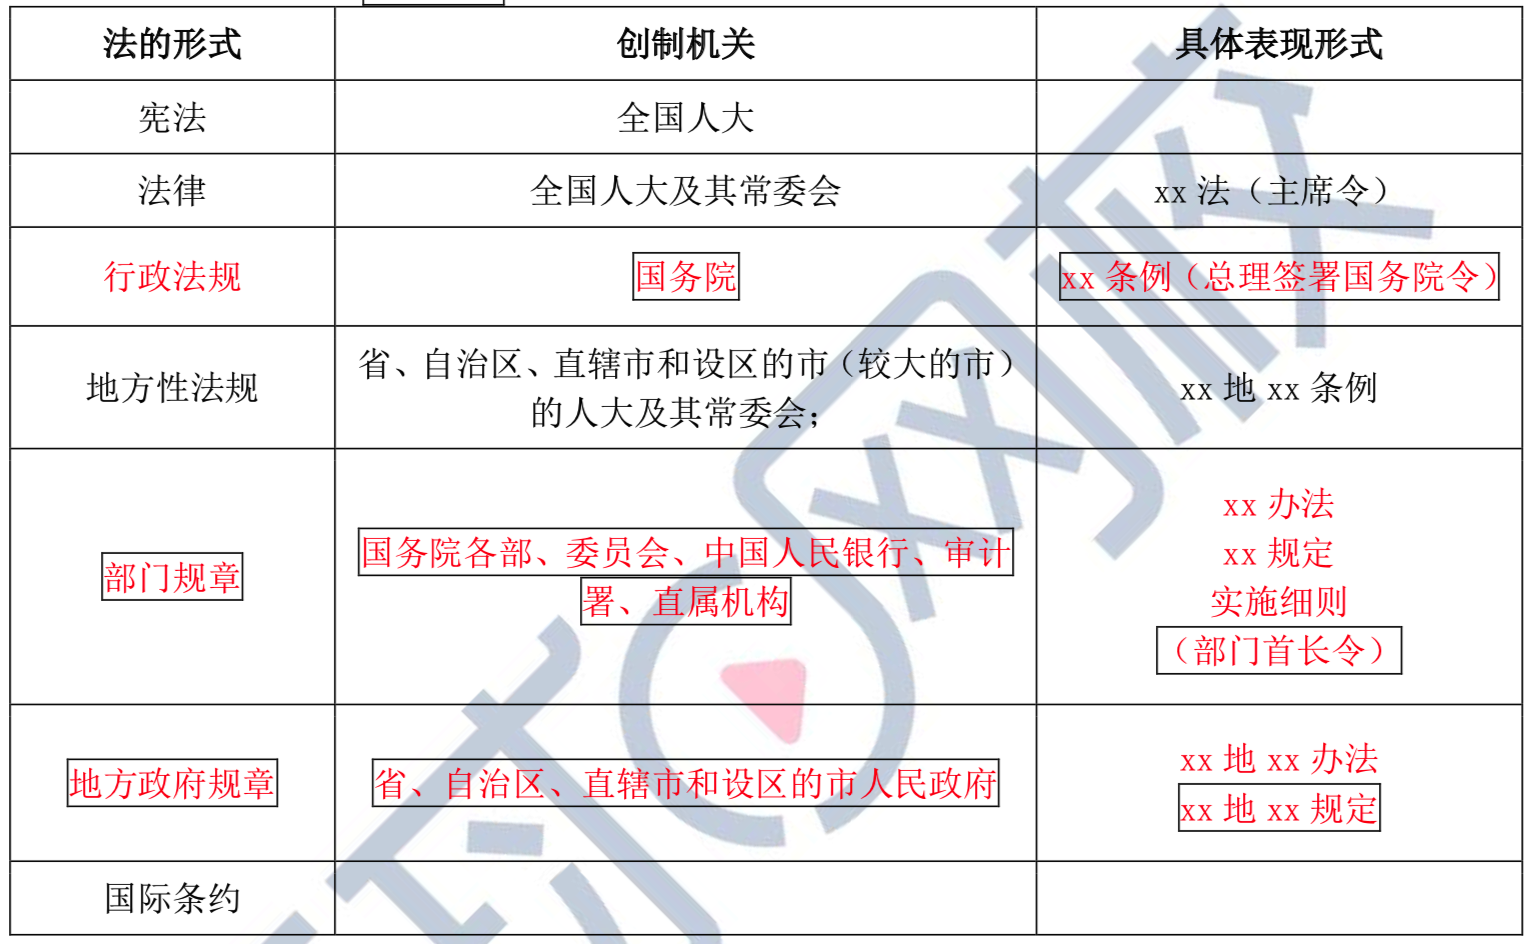 法的形式 创制机关 具体表现形式
宪法 全国人大
法律 全国人大及其常委会 xx 法（主席令）
行政法规 国务院 xx 条例（总理签署国务院令）
地方性法规 省、自治区、直辖市和设区的市（较大的市）
的人大及其常委会； xx 地 xx 条例
部门规章 国务院各部、委员会、中国人民银行、审计
署、直属机构 xx 办法
xx 规定
实施细则
（部门首长令）
地方政府规章 省、自治区、直辖市和设区的市人民政府 xx 地 xx 办法
xx 地 xx 规定
国际条约
网校